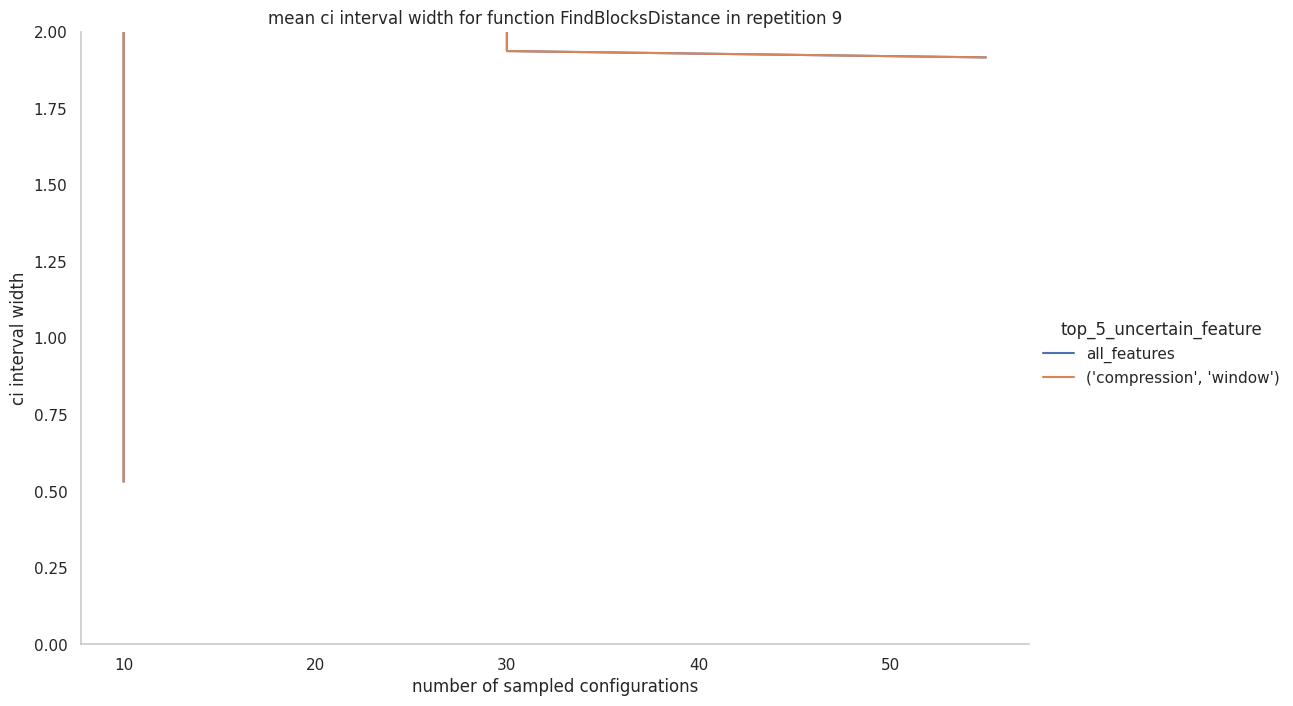 mean ci interval width for function FindBlocksDistance in repetition 9
2.00
1.75
1.50
1.25
1.00
0.75
0.50
0.25
0.00
ci interval width
10 20 30 40 50
number of sampled configurations
top_5_uncertain_feature
all_features
('compression', 'window')